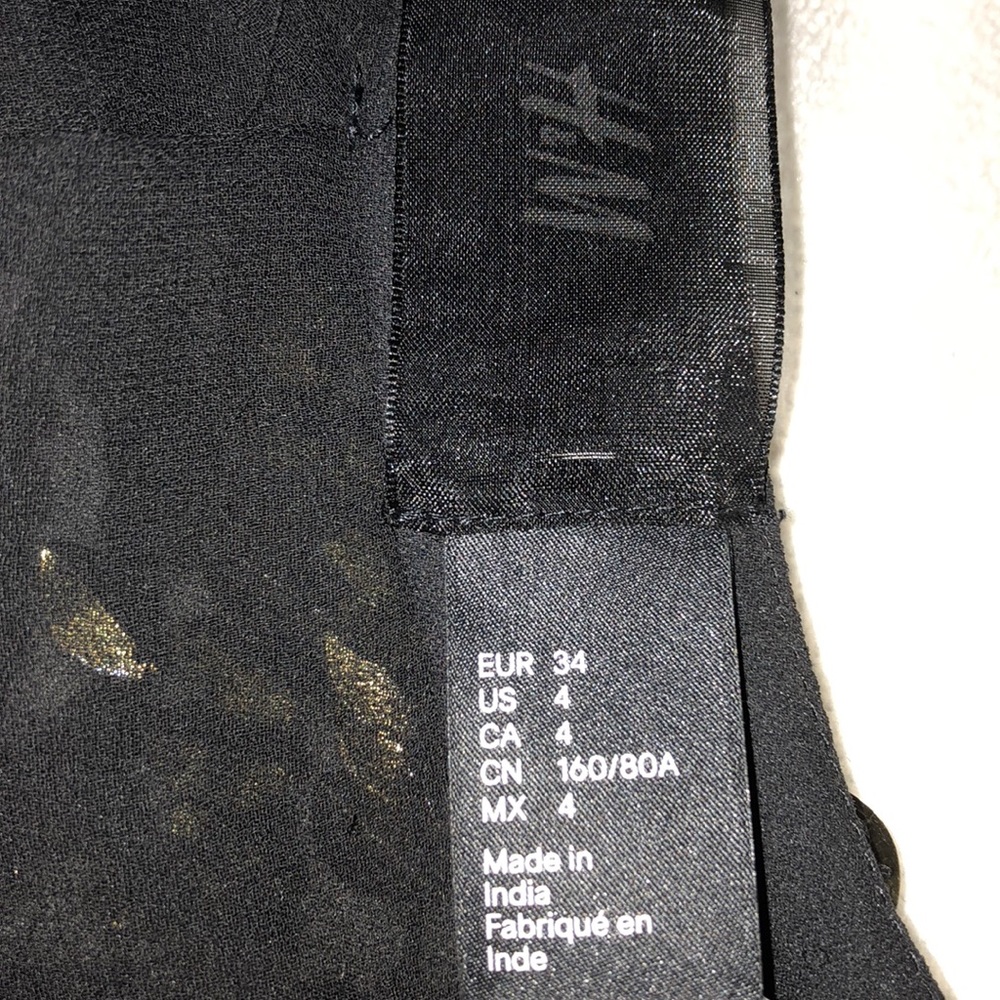 H&M
EUR 34
US 4
CA 4
CN 160/80A
MX 4
Made in
India
Fabriqué en
Inde